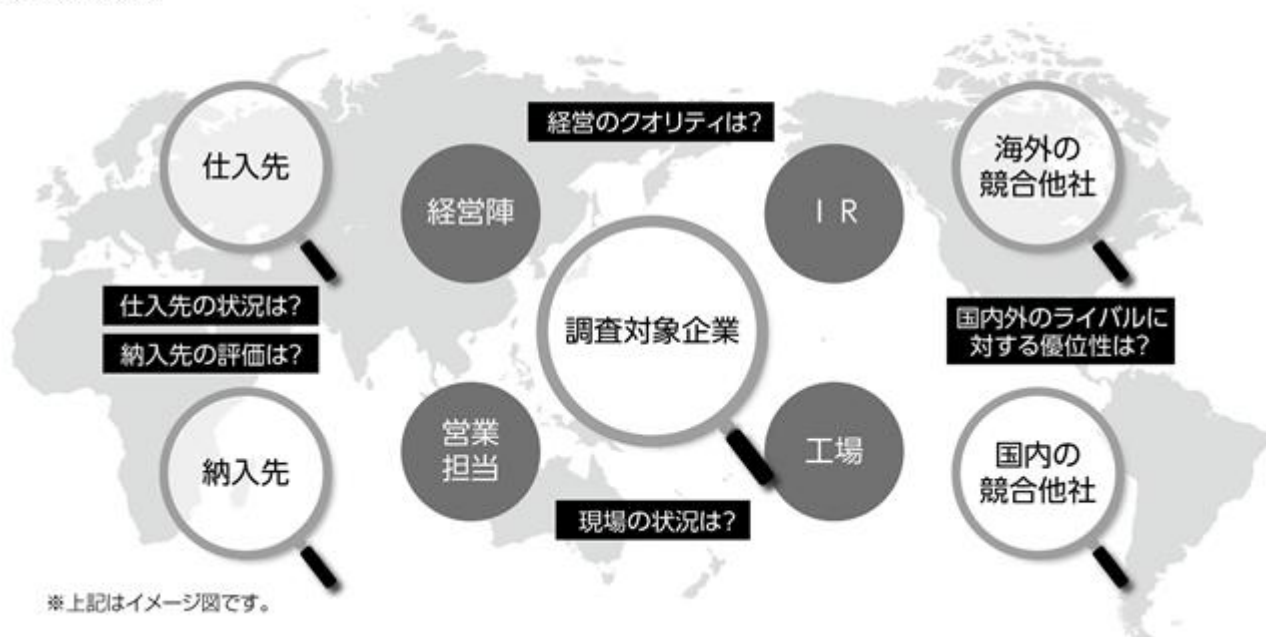 経営のクオリティは?
仕入先
経営陣
ＩＲ
海外の
競合他社
仕入先の状況は?
納入先の評価は?
調査対象企業
国内外のライバルに
対する優位性は?
納入先
営業
担当
工場
国内の
競合他社
現場の状況は?
※上記はイメージ図です。